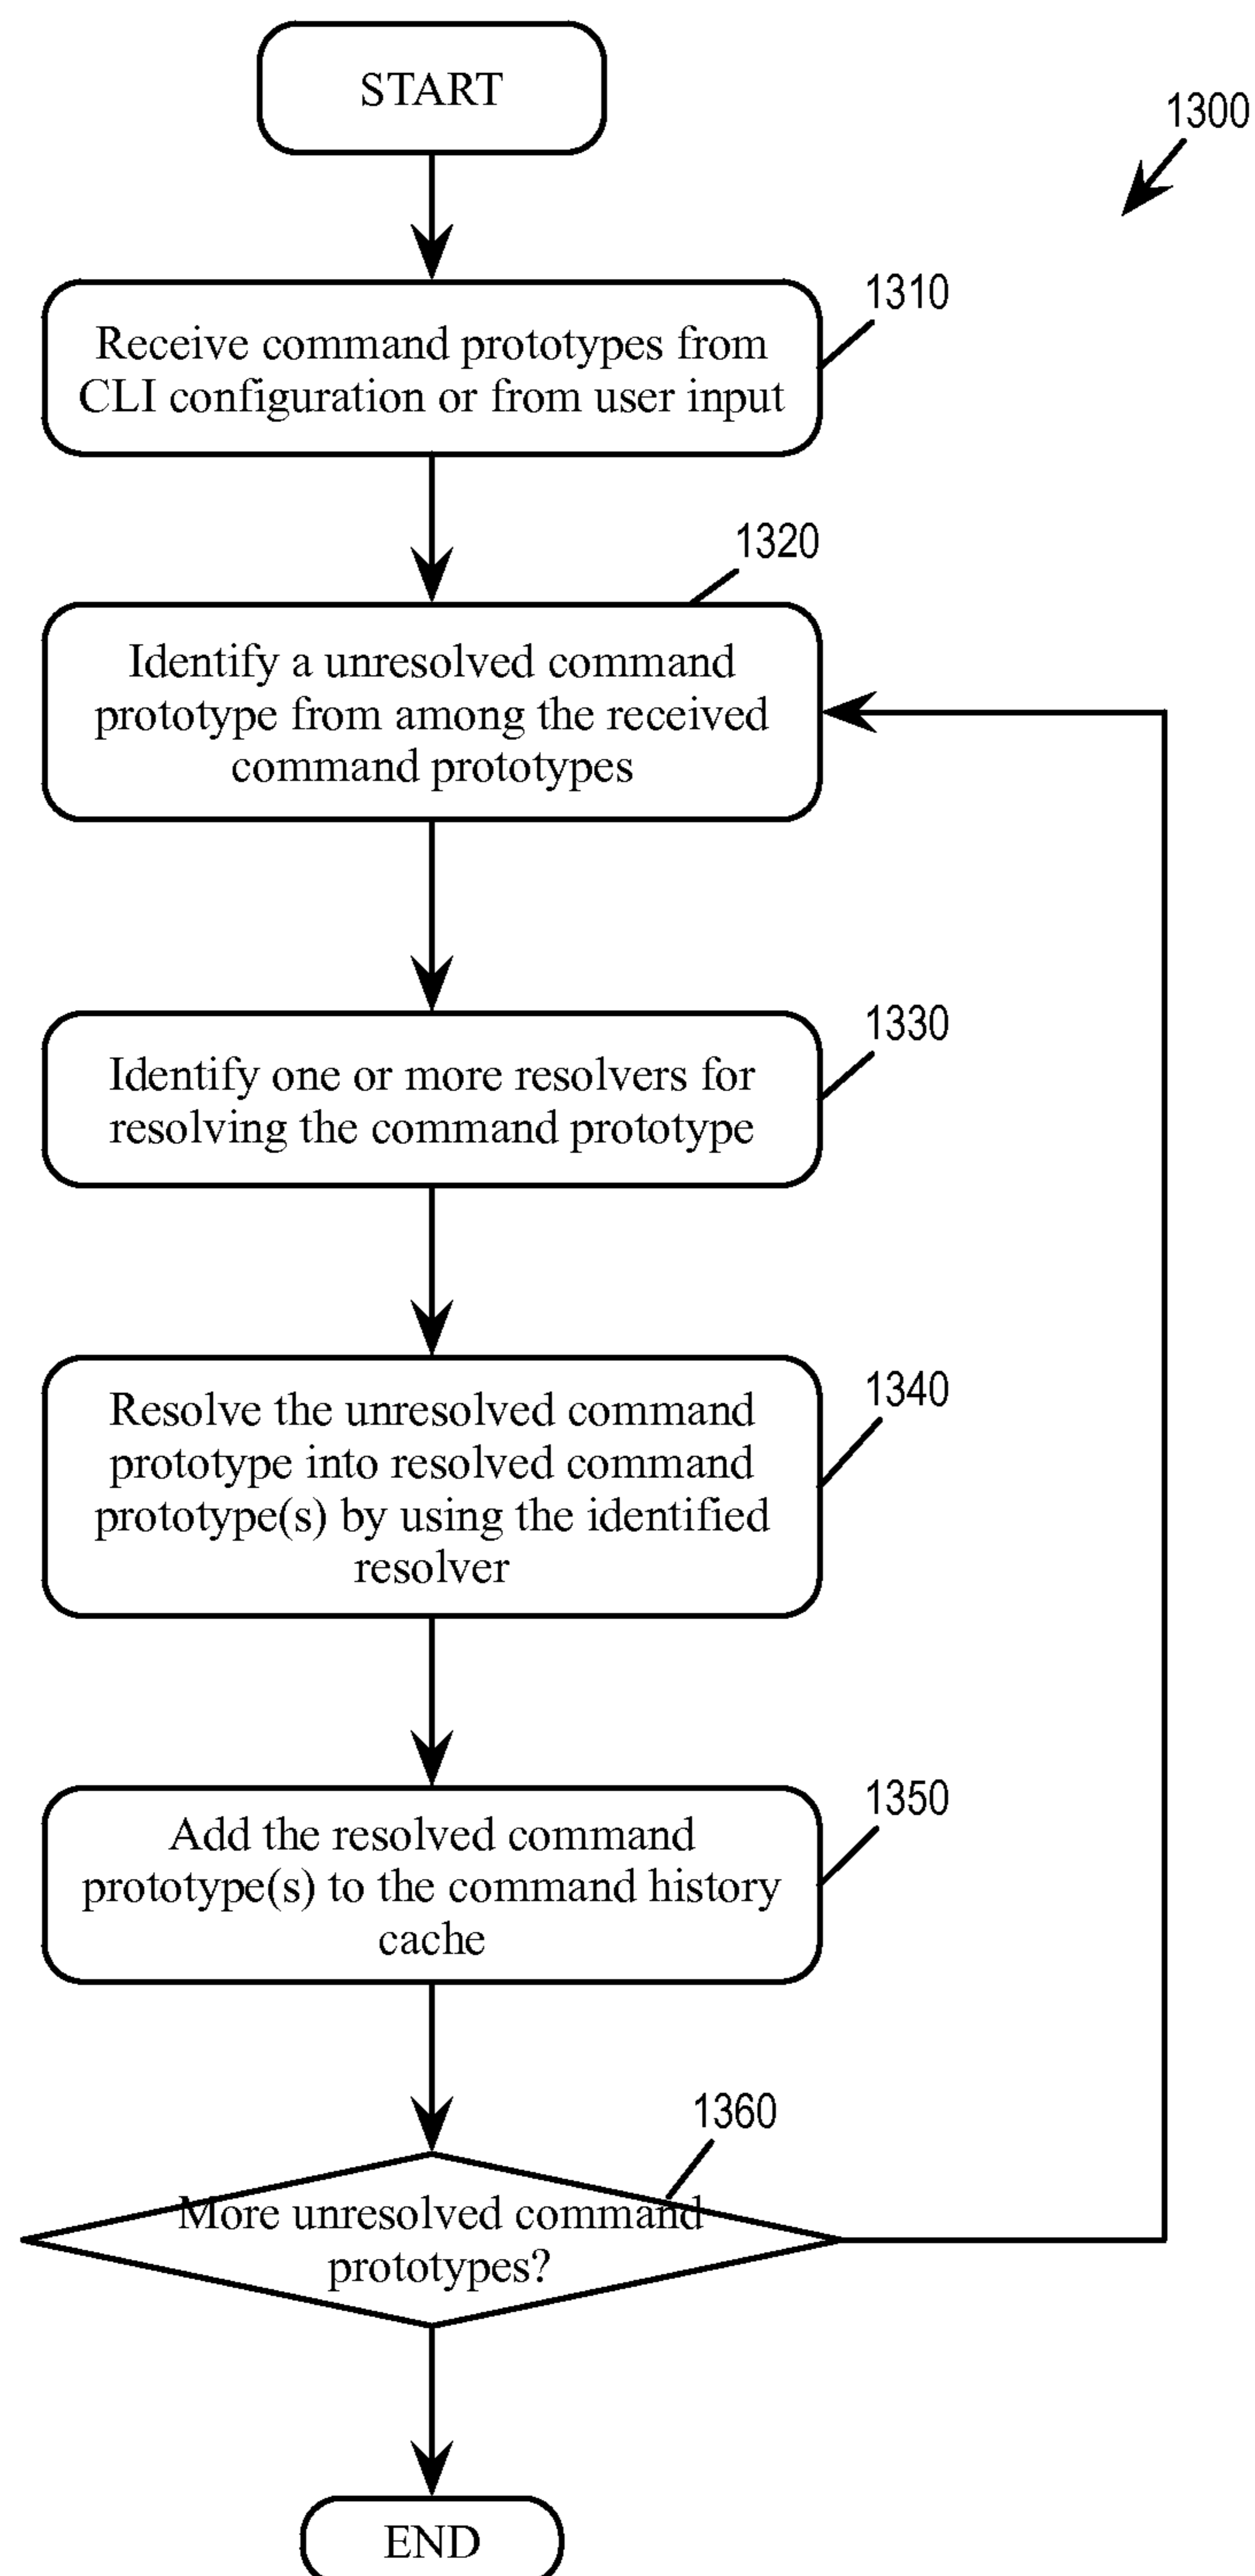 START
1300
1310
Receive command prototypes from
CLI configuration or from user input
1320
Identify a unresolved command
prototype from among the received
command prototypes
1330
Identify one or more resolvers for
resolving the command prototype
1340
Resolve the unresolved command
prototype into resolved command
prototype(s) by using the identified
resolver
1350
Add the resolved command
prototype(s) to the command history
cache
1360
More unresolved command
prototypes?
END